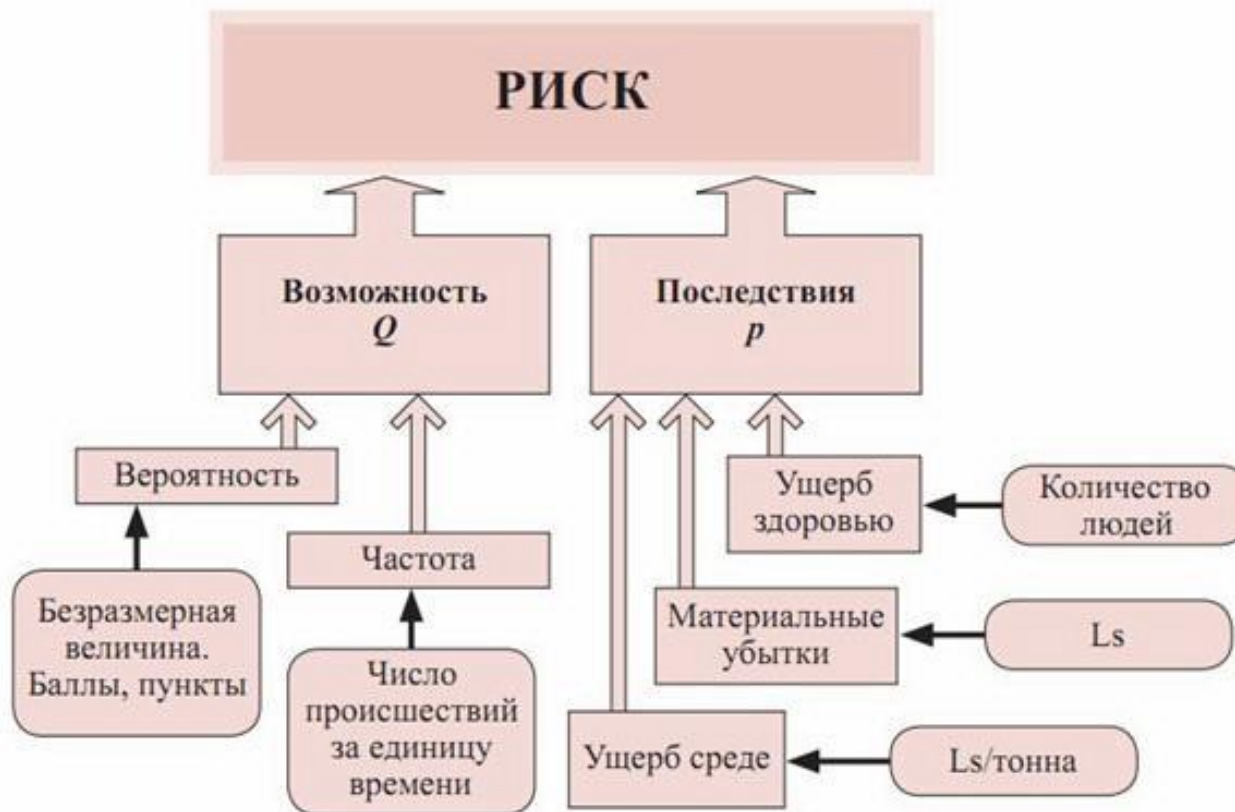 РИСК
Возможность
Q
Последствия
p
Вероятность
Частота
Безразмерная
величина.
Баллы, пункты
Число
происшествий
за единицу
времени
Ущерб
здоровью
Количество
людей
Материальные
убытки
Ls
Ущерб среде
Ls/тонна